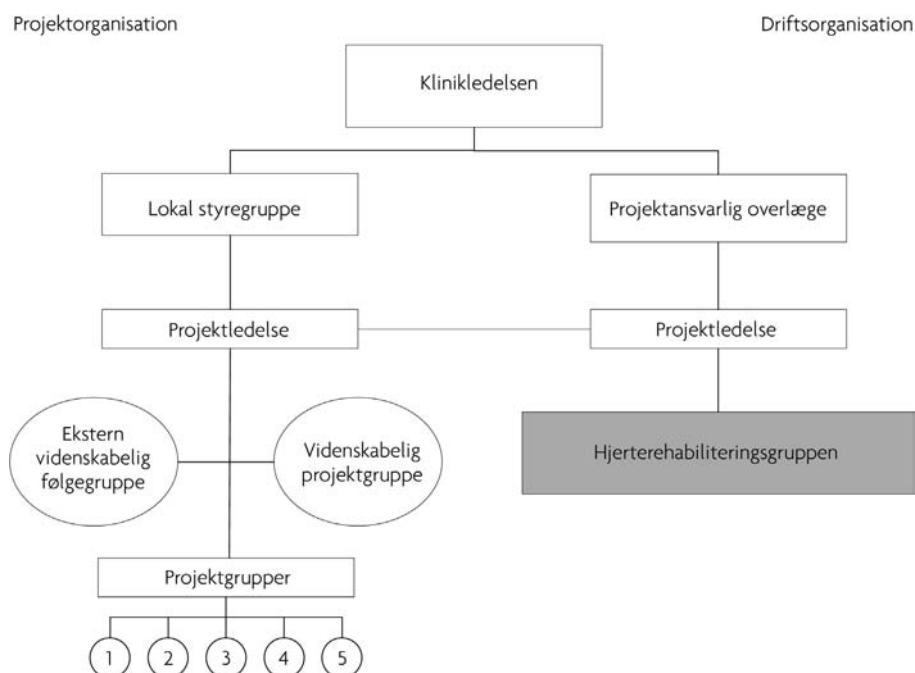 Projektorganisation
Driftsorganisation
Klinikledelsen
Lokal styregruppe
Projektansvarlig overlæge
Projektledelse
Projektledelse
Ekstern
videnskabelig
følgegruppe
Videnskabelig
projektgruppe
Hjerterehabiliteringsgruppen
Projektgrupper
1
2
3
4
5